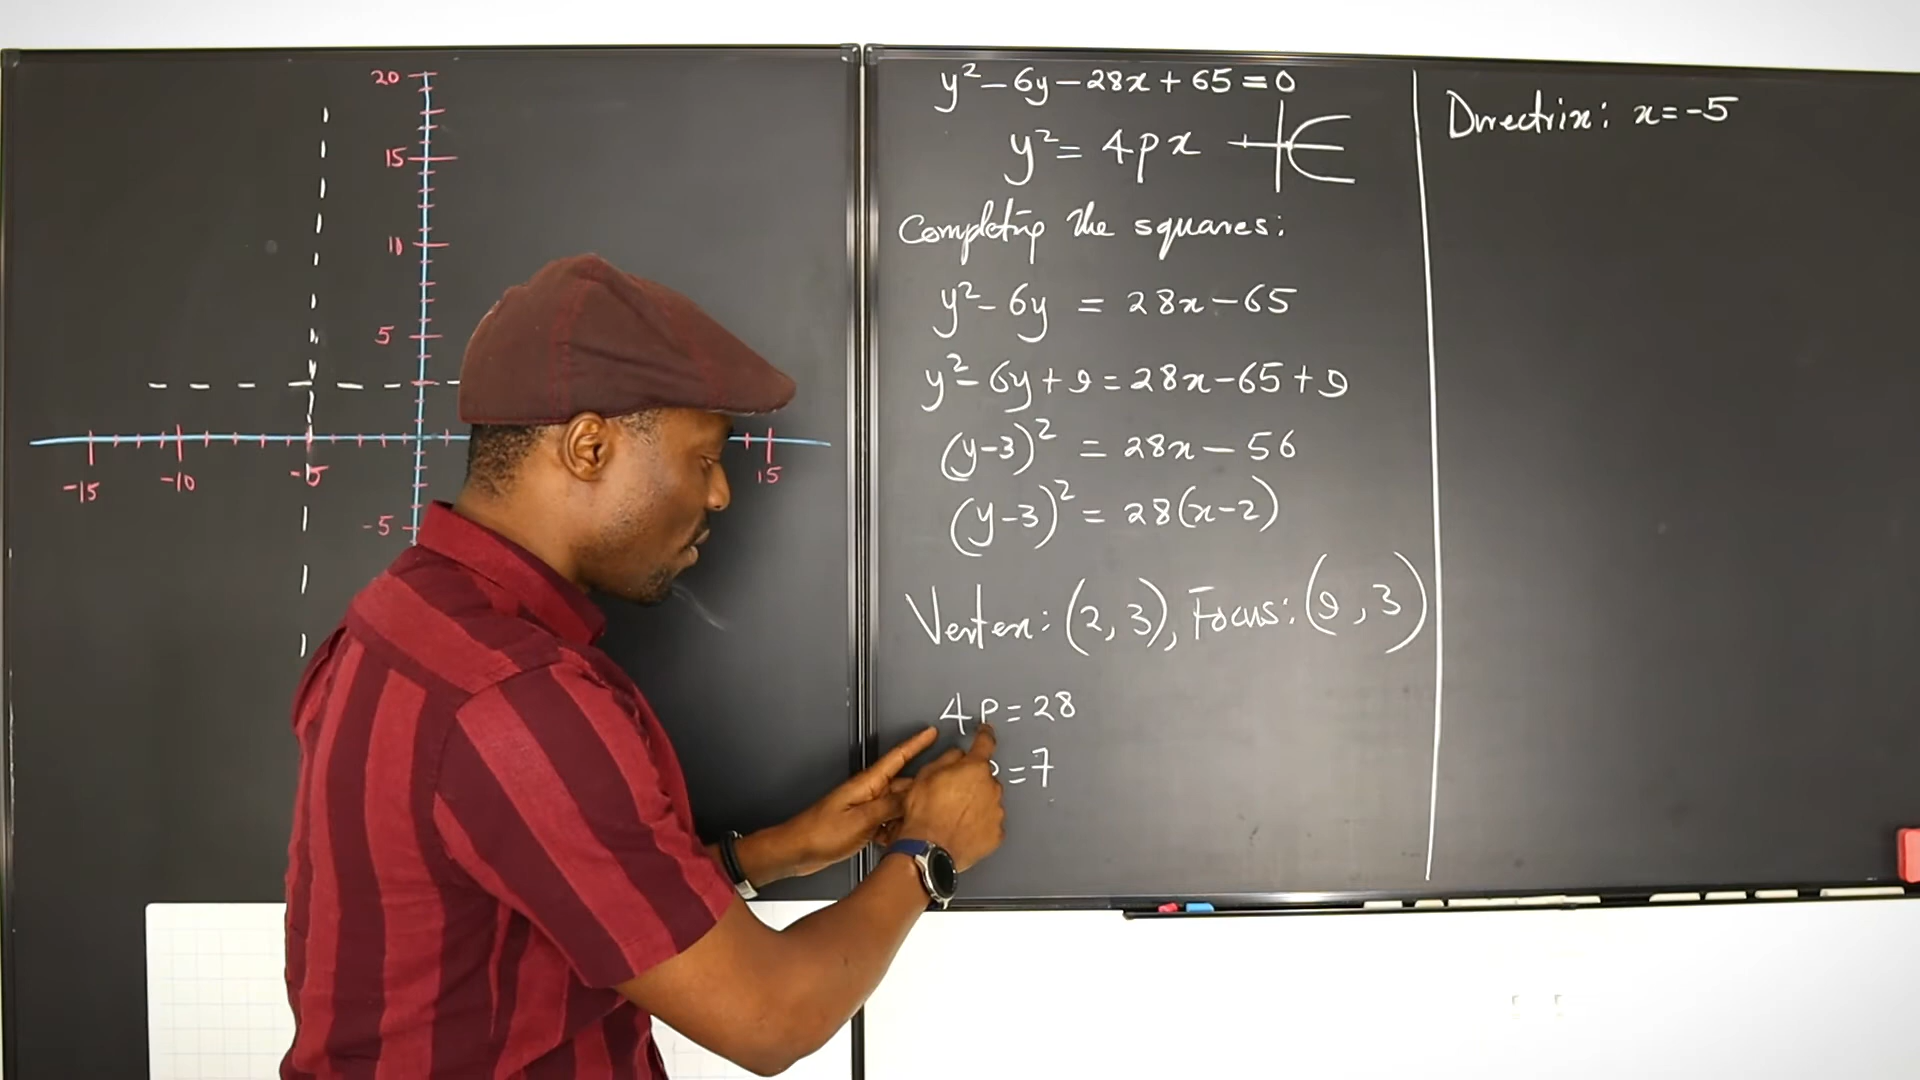 20
15
10
5
-15
-10
-5
15
-5
y² - 6y - 28x + 65 = 0
y² = 4px
Completing the squares:
y² - 6y = 28x - 65
y² - 6y + 9 = 28x - 65 + 9
(y-3)² = 28x - 56
(y-3)² = 28(x-2)
Vertex: (2, 3), Focus: (9, 3)
4p = 28
p = 7
Directrix: x = -5